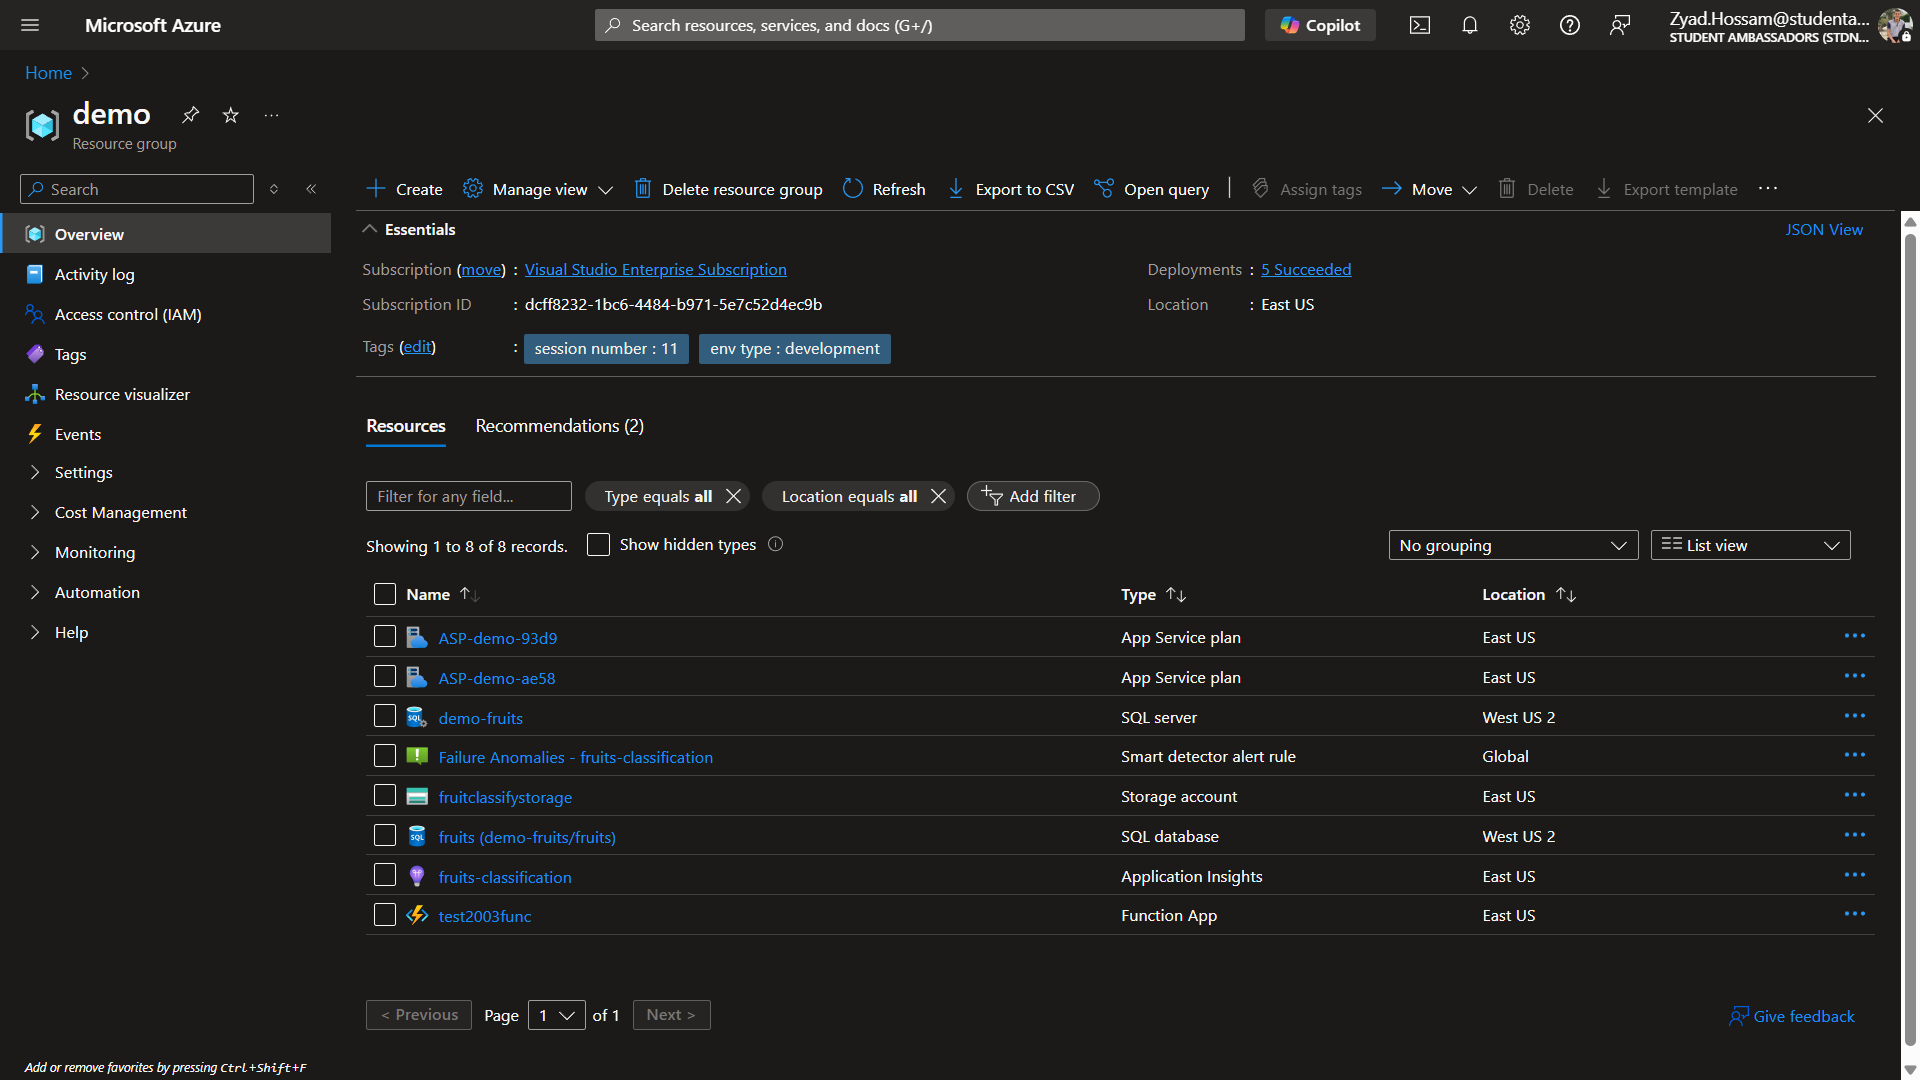 Microsoft Azure
Search resources, services, and docs (G+/)
Copilot
Zyad.Hossam@studenta...
STUDENT AMBASSADORS (STDN...
Home
demo
Resource group
Search
Create
Manage view
Delete resource group
Refresh
Export to CSV
Open query
Assign tags
Move
Delete
Export template
Overview
Activity log
Access control (IAM)
Tags
Resource visualizer
Events
Settings
Cost Management
Monitoring
Automation
Help
Essentials
JSON View
Subscription (move) : Visual Studio Enterprise Subscription
Deployments : 5 Succeeded
Subscription ID : dcff8232-1bc6-4484-b971-5e7c52d4ec9b
Location : East US
Tags (edit) : session number : 11 env type : development
Resources Recommendations (2)
Filter for any field...
Type equals all
Location equals all
Add filter
Showing 1 to 8 of 8 records.
Show hidden types
No grouping
List view
Name Type Location
ASP-demo-93d9 App Service plan East US
ASP-demo-ae58 App Service plan East US
demo-fruits SQL server West US 2
Failure Anomalies - fruits-classification Smart detector alert rule Global
fruitclassifystorage Storage account East US
fruits (demo-fruits/fruits) SQL database West US 2
fruits-classification Application Insights East US
test2003func Function App East US
< Previous Page 1 of 1 Next >
Give feedback
Add or remove favorites by pressing Ctrl+Shift+F